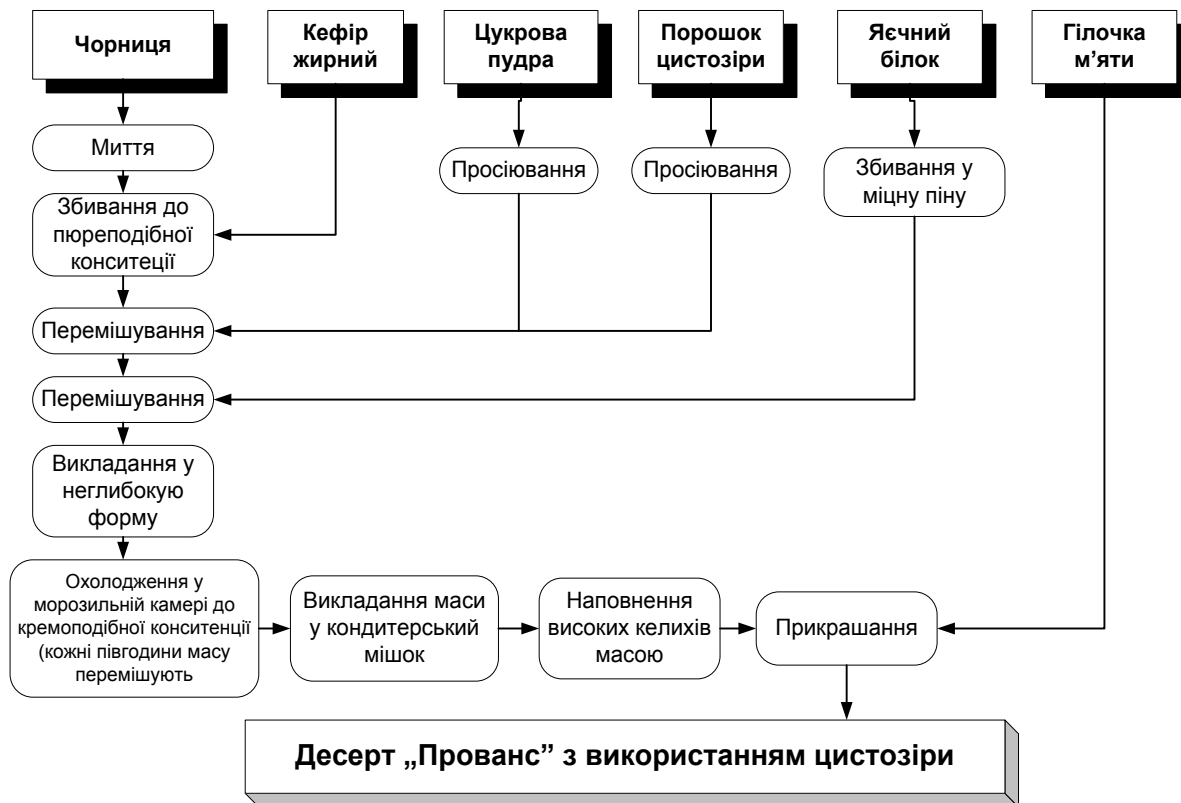 Чорниця
Кефір
жирний
Цукрова
пудра
Порошок
цистозіри
Яєчний
білок
Гілочка
м’яти
Миття
Просіювання
Просіювання
Збивання у
міцну піну
Збивання до
пюреподібної
конситеції
Перемішування
Перемішування
Викладання у
неглибокую
форму
Охолодження у
морозильній камері до
кремоподібної конситенції
(кожні півгодини масу
перемішують
Викладання маси
у кондитерський
мішок
Наповнення
високих келихів
масою
Прикрашання
Десерт „Прованс” з використанням цистозіри